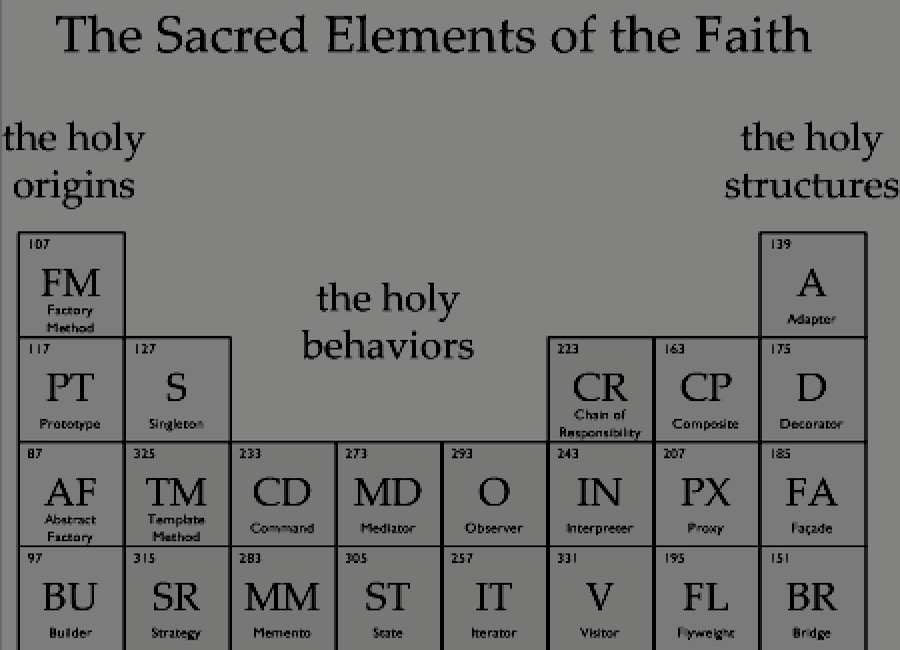 The Sacred Elements of the Faith
the holy
origins
the holy
structures
the holy
behaviors
107
FM
Factory
Method
139
A
Adapter
117
PT
Prototype
127
S
Singleton
223
CR
Chain of
Responsibility
163
CP
Composite
175
D
Decorator
87
AF
Abstract
Factory
325
TM
Template
Method
233
CD
Command
273
MD
Mediator
293
O
Observer
243
IN
Interpreter
207
PX
Proxy
185
FA
Façade
97
BU
Builder
315
SR
Strategy
283
MM
Memento
305
ST
State
257
IT
Iterator
331
V
Visitor
195
FL
Flyweight
151
BR
Bridge